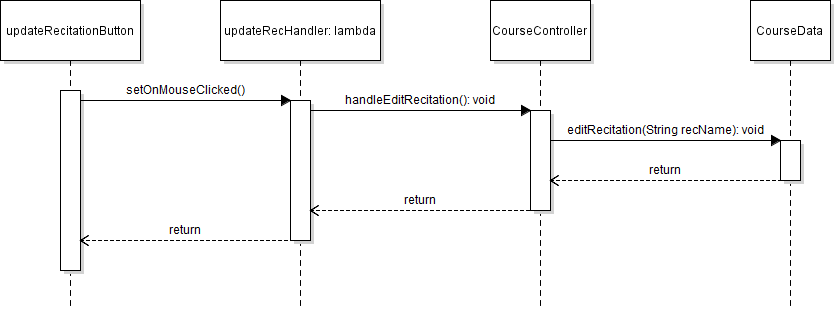 updateRecitationButton
updateRecHandler: lambda
CourseController
CourseData
setOnMouseClicked()
handleEditRecitation(): void
editRecitation(String recName): void
return
return
return